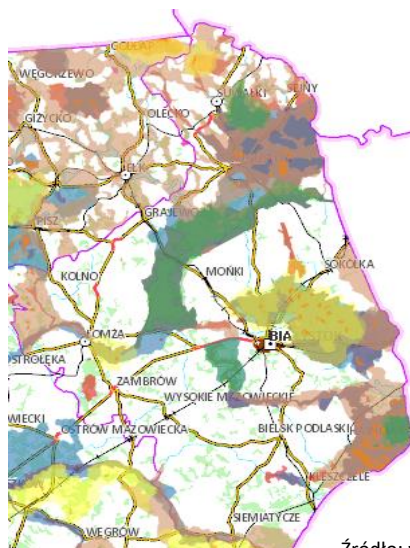 GOŁDAP
WĘGORZEWO
SUWAŁKI
SEJNY
GIŻYCKO
OLECKO
EŁK
GRAJEWO
PISZ
KOLNO
MOŃKI
SOKÓŁKA
ŁOMŻA
BIA
OSTROŁĘKA
ZAMBRÓW
WYSOKIE MAZOWIECKIE
WIECKI
OSTRÓW MAZOWIECKA
BIELSK PODLASKI
KLESZCZELE
SIEMIATYCZE
WĘGRÓW
Źródło: